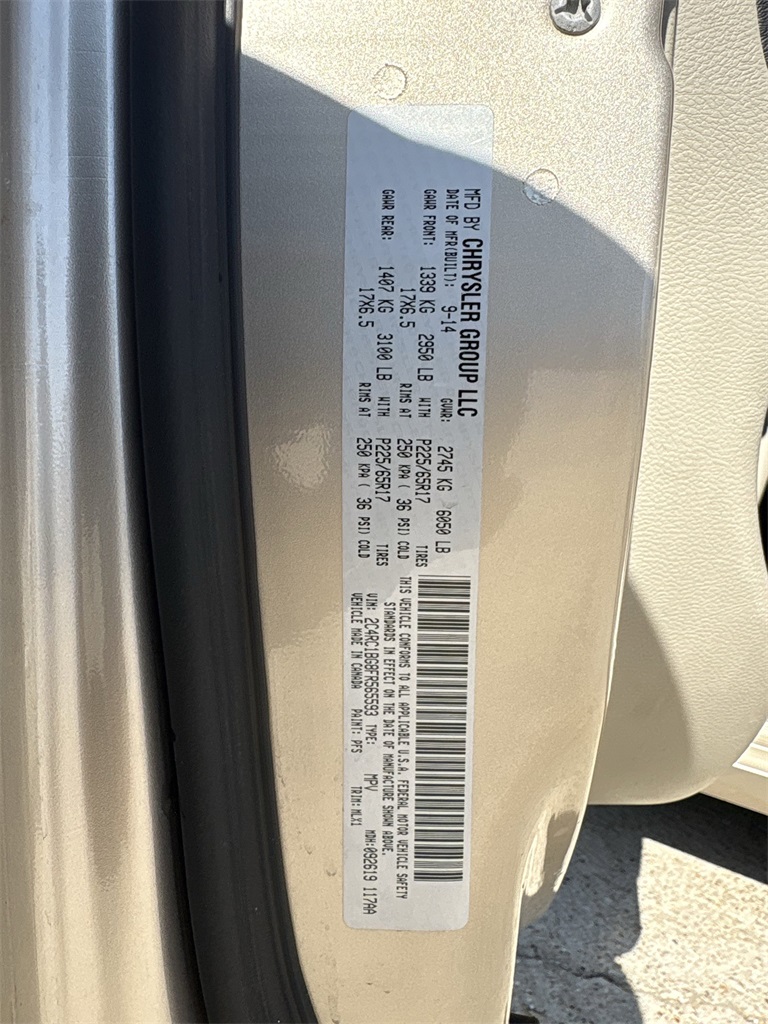 MFD BY CHRYSLER GROUP LLC
DATE OF MFR(BUILT): 9-14 GVWR: 2745 KG 6050 LB
GAWR FRONT: 1339 KG 2950 LB WITH P225/65R17 TIRES
17X6.5 RIMS AT 250 KPA ( 36 PSI) COLD
GAWR REAR: 1407 KG 3100 LB WITH P225/65R17 TIRES
17X6.5 RIMS AT 250 KPA ( 36 PSI) COLD
THIS VEHICLE CONFORMS TO ALL APPLICABLE U.S.A. FEDERAL MOTOR VEHICLE SAFETY
STANDARDS IN EFFECT ON THE DATE OF MANUFACTURE SHOWN ABOVE.
VIN: 2C4RC1BG8FR565593 TYPE: MPV MDH:092619 117AA
VEHICLE MADE IN CANADA PAINT: PFS TRIM: MLX1